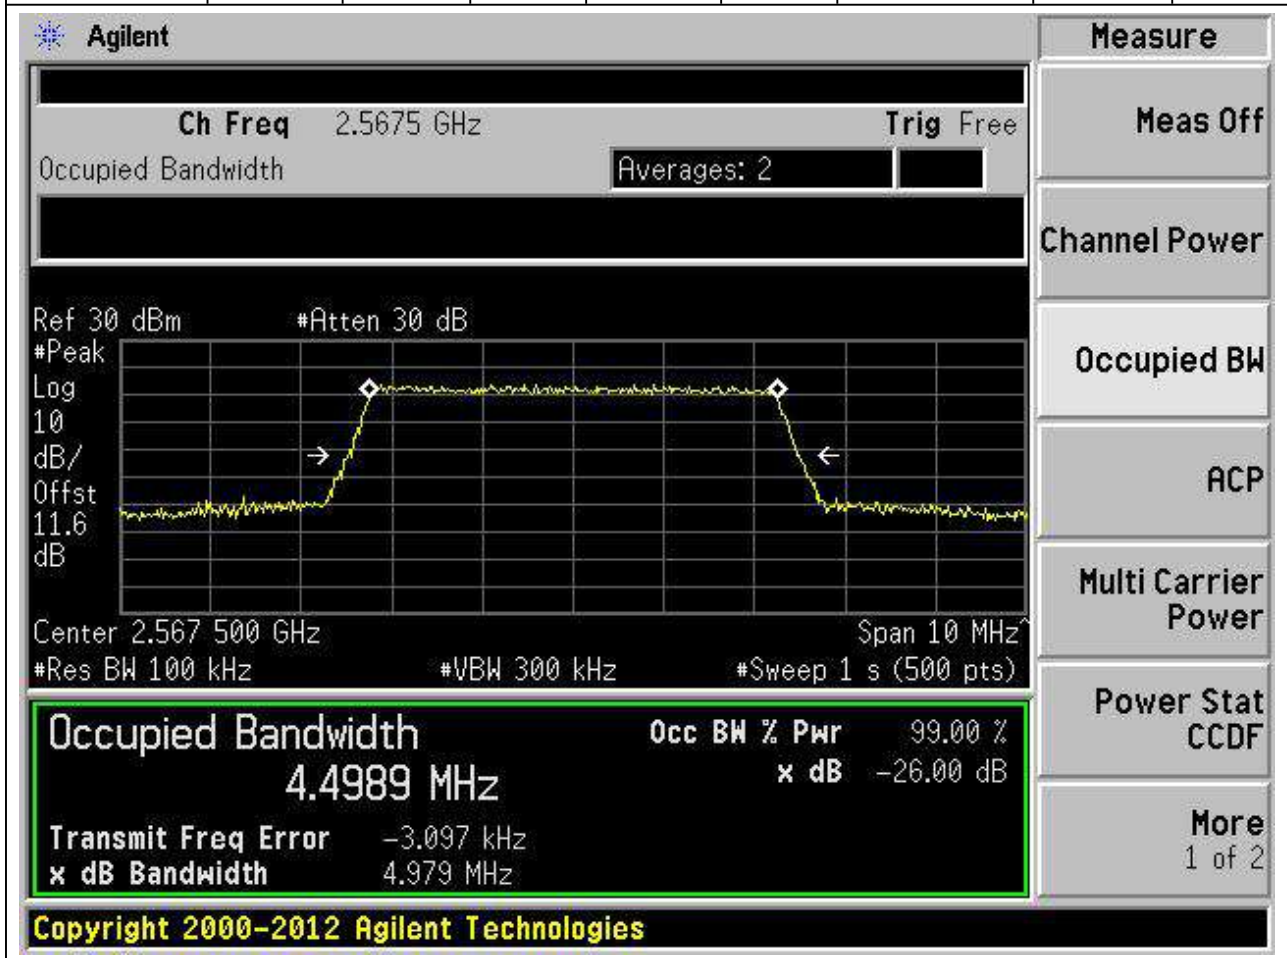 Agilent
Measure
Ch Freq 2.5675 GHz Trig Free
Occupied Bandwidth Averages: 2
Meas Off
Channel Power
Occupied BW
ACP
Multi Carrier
Power
Power Stat
CCDF
More
1 of 2
Ref 30 dBm #Atten 30 dB
#Peak
Log
10
dB/
Offst
11.6
dB
Center 2.567 500 GHz Span 10 MHz^
#Res BW 100 kHz #VBW 300 kHz #Sweep 1 s (500 pts)
Occupied Bandwidth Occ BW % Pwr 99.00 %
4.4989 MHz x dB -26.00 dB
Transmit Freq Error -3.097 kHz
x dB Bandwidth 4.979 MHz
Copyright 2000-2012 Agilent Technologies